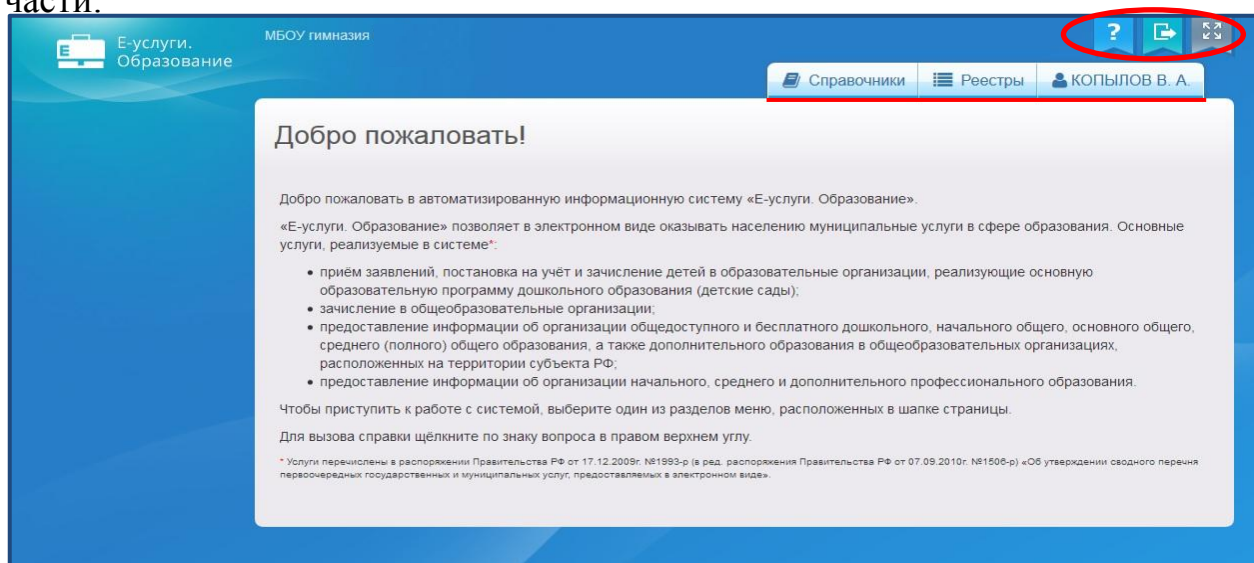 части.
Е-услуги.
Образование
МБОУ гимназия
?
Справочники Реестры КОПЫЛОВ В. А.
Добро пожаловать!
Добро пожаловать в автоматизированную информационную систему «Е-услуги. Образование».
«Е-услуги. Образование» позволяет в электронном виде оказывать населению муниципальные услуги в сфере образования. Основные
услуги, реализуемые в системе*:
• приём заявлений, постановка на учёт и зачисление детей в образовательные организации, реализующие основную
образовательную программу дошкольного образования (детские сады);
• зачисление в общеобразовательные организации;
• предоставление информации об организации общедоступного и бесплатного дошкольного, начального общего, основного общего,
среднего (полного) общего образования, а также дополнительного образования в общеобразовательных организациях,
расположенных на территории субъекта РФ;
• предоставление информации об организации начального, среднего и дополнительного профессионального образования.
Чтобы приступить к работе с системой, выберите один из разделов меню, расположенных в шапке страницы.
Для вызова справки щёлкните по знаку вопроса в правом верхнем углу.
* Услуги перечислены в распоряжении Правительства РФ от 17.12.2009г. №1993-р (в ред. распоряжения Правительства РФ от 07.09.2010г. №1506-р) «Об утверждении сводного перечня
первоочередных государственных и муниципальных услуг, предоставляемых в электронном виде».